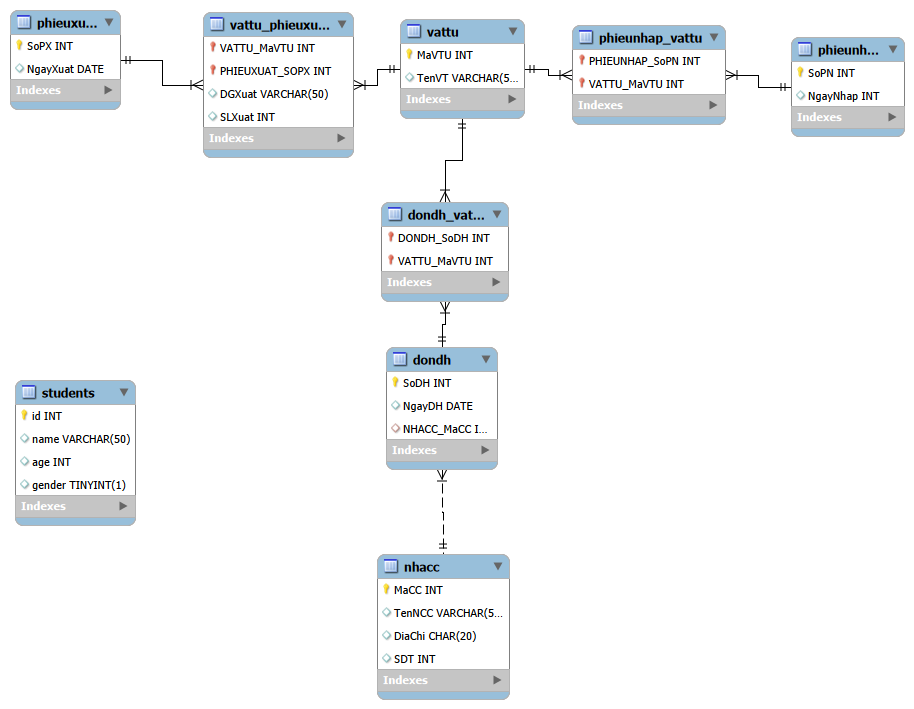 phieuxu...
SoPX INT
NgayXuat DATE
Indexes
vattu_phieuxu...
VATTU_MaVTU INT
PHIEUXUAT_SOPX INT
DGXuat VARCHAR(50)
SLXuat INT
Indexes
vattu
MaVTU INT
TenVT VARCHAR(5...
Indexes
phieunhap_vattu
PHIEUNHAP_SoPN INT
VATTU_MaVTU INT
Indexes
phieunh...
SoPN INT
NgayNhap INT
Indexes
dondh_vat...
DONDH_SoDH INT
VATTU_MaVTU INT
Indexes
dondh
SoDH INT
NgayDH DATE
NHACC_MaCC I...
Indexes
students
id INT
name VARCHAR(50)
age INT
gender TINYINT(1)
Indexes
nhacc
MaCC INT
TenNCC VARCHAR(5...
DiaChi CHAR(20)
SDT INT
Indexes